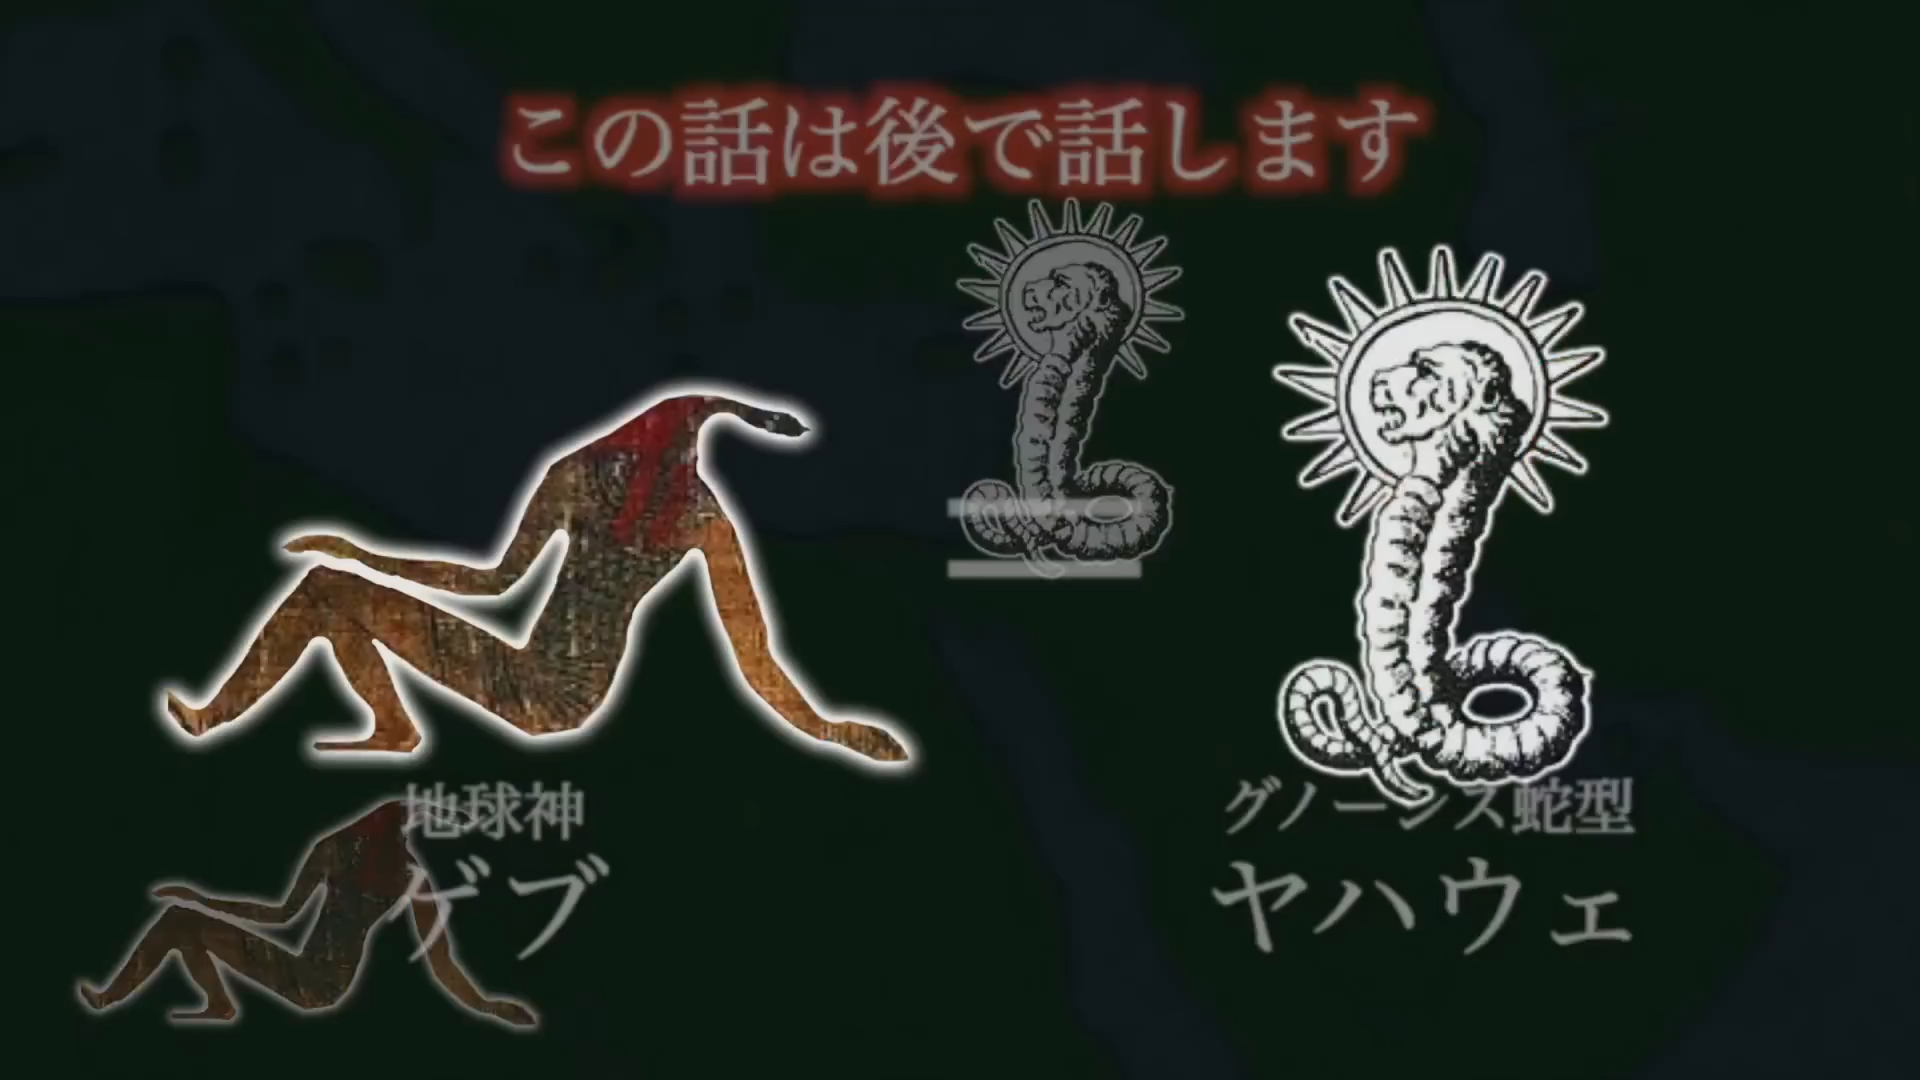 この話は後で話します
地球神
ゲブ
グノーシス蛇型
ヤハウェ